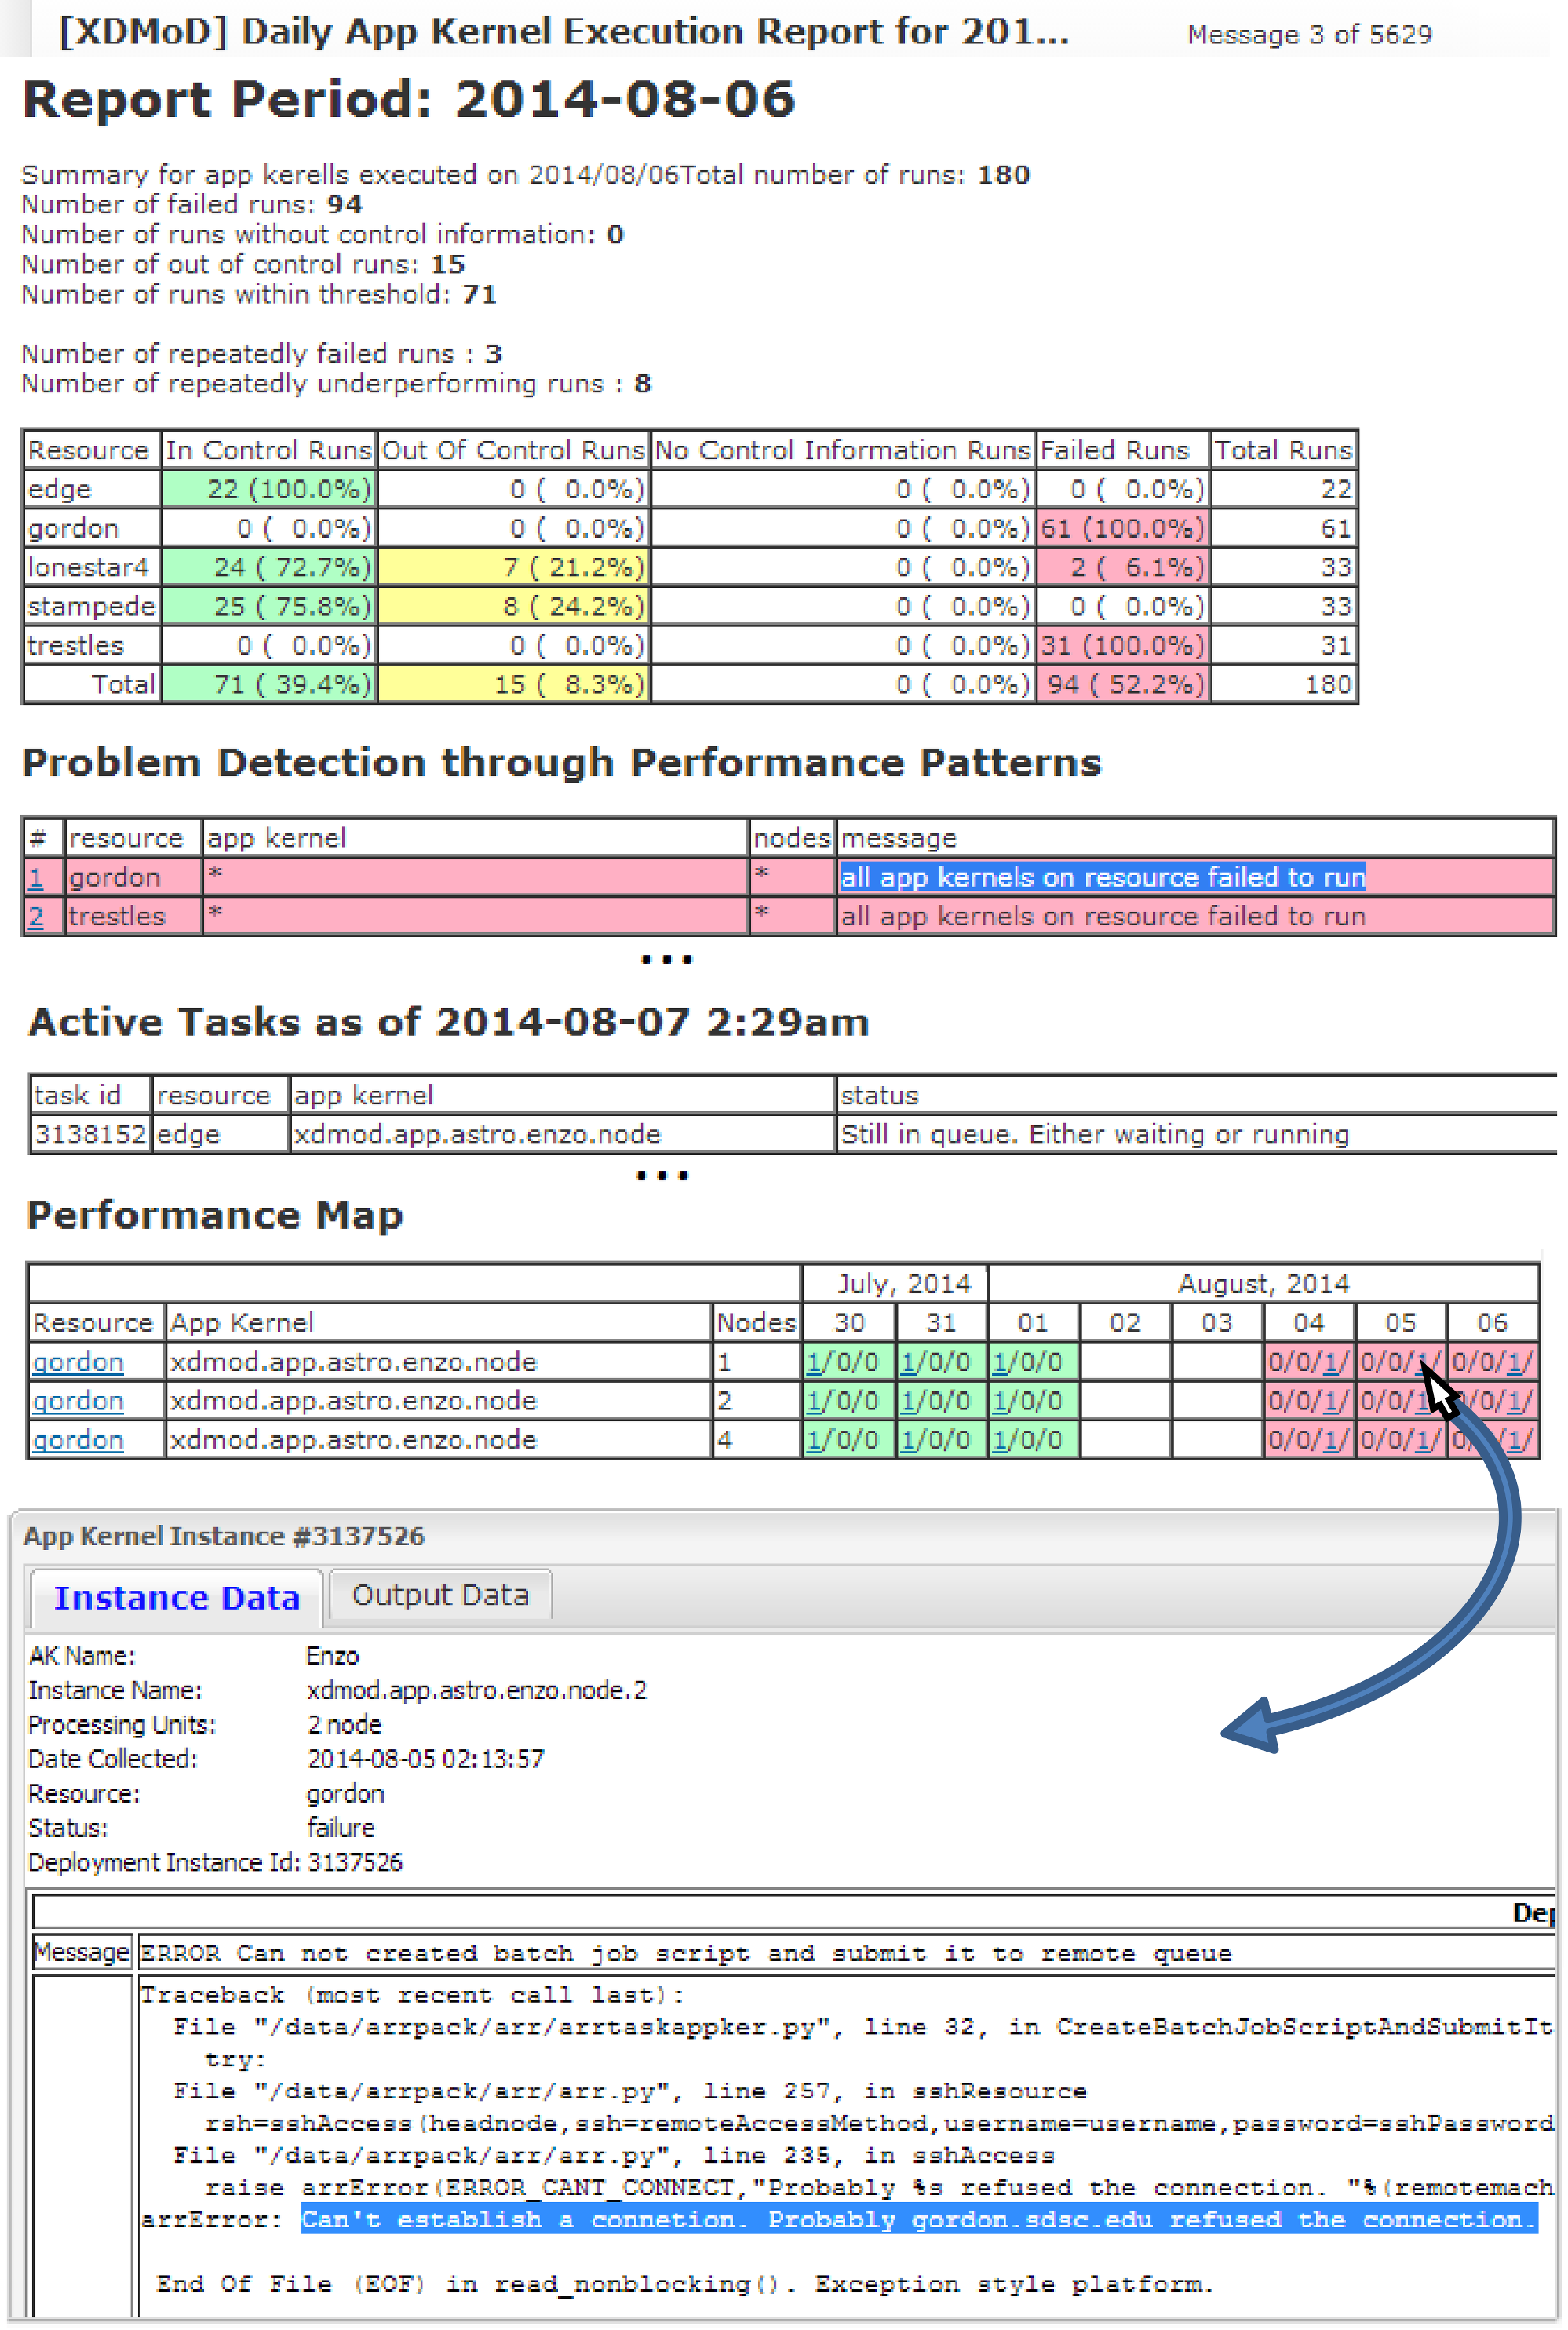 [XDMoD] Daily App Kernel Execution Report for 201... Message 3 of 5629
Report Period: 2014-08-06
Summary for app kerells executed on 2014/08/06Total number of runs: 180
Number of failed runs: 94
Number of runs without control information: 0
Number of out of control runs: 15
Number of runs within threshold: 71
Number of repeatedly failed runs : 3
Number of repeatedly underperforming runs : 8
Resource In Control Runs Out Of Control Runs No Control Information Runs Failed Runs Total Runs
edge 22 (100.0%) 0 ( 0.0%) 0 ( 0.0%) 0 ( 0.0%) 22
gordon 0 ( 0.0%) 0 ( 0.0%) 0 ( 0.0%) 61 (100.0%) 61
lonestar4 24 ( 72.7%) 7 ( 21.2%) 0 ( 0.0%) 2 ( 6.1%) 33
stampede 25 ( 75.8%) 8 ( 24.2%) 0 ( 0.0%) 0 ( 0.0%) 33
trestles 0 ( 0.0%) 0 ( 0.0%) 0 ( 0.0%) 31 (100.0%) 31
Total 71 ( 39.4%) 15 ( 8.3%) 0 ( 0.0%) 94 ( 52.2%) 180
Problem Detection through Performance Patterns
# resource app kernel nodes message
1 gordon * * all app kernels on resource failed to run
2 trestles * * all app kernels on resource failed to run
...
Active Tasks as of 2014-08-07 2:29am
task id resource app kernel status
3138152 edge xdmod.app.astro.enzo.node Still in queue. Either waiting or running
...
Performance Map
July, 2014 August, 2014
Resource App Kernel Nodes 30 31 01 02 03 04 05 06
gordon xdmod.app.astro.enzo.node 1 1/0/0 1/0/0 1/0/0 0/0/1/ 0/0/1/ 0/0/1/
gordon xdmod.app.astro.enzo.node 2 1/0/0 1/0/0 1/0/0 0/0/1/ 0/0/1/ 0/0/1/
gordon xdmod.app.astro.enzo.node 4 1/0/0 1/0/0 1/0/0 0/0/1/ 0/0/1/ 0/0/1/
App Kernel Instance #3137526
Instance Data Output Data
AK Name: Enzo
Instance Name: xdmod.app.astro.enzo.node.2
Processing Units: 2 node
Date Collected: 2014-08-05 02:13:57
Resource: gordon
Status: failure
Deployment Instance Id: 3137526
Dep
Message ERROR Can not created batch job script and submit it to remote queue
Traceback (most recent call last):
File "/data/arrpack/arr/arrtaskappker.py", line 32, in CreateBatchJobScriptAndSubmitIt
try:
File "/data/arrpack/arr/arr.py", line 257, in sshResource
rsh=sshAccess(headnode,ssh=remoteAccessMethod,username=username,password=sshPassword
File "/data/arrpack/arr/arr.py", line 235, in sshAccess
raise arrError(ERROR_CANT_CONNECT,"Probably %s refused the connection. "%(remotemach
arrError: Can't establish a connetion. Probably gordon.sdsc.edu refused the connection.
End Of File (EOF) in read_nonblocking(). Exception style platform.